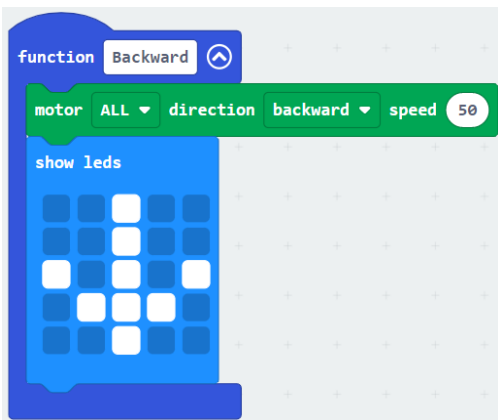 function Backward
motor ALL direction backward speed 50
show leds